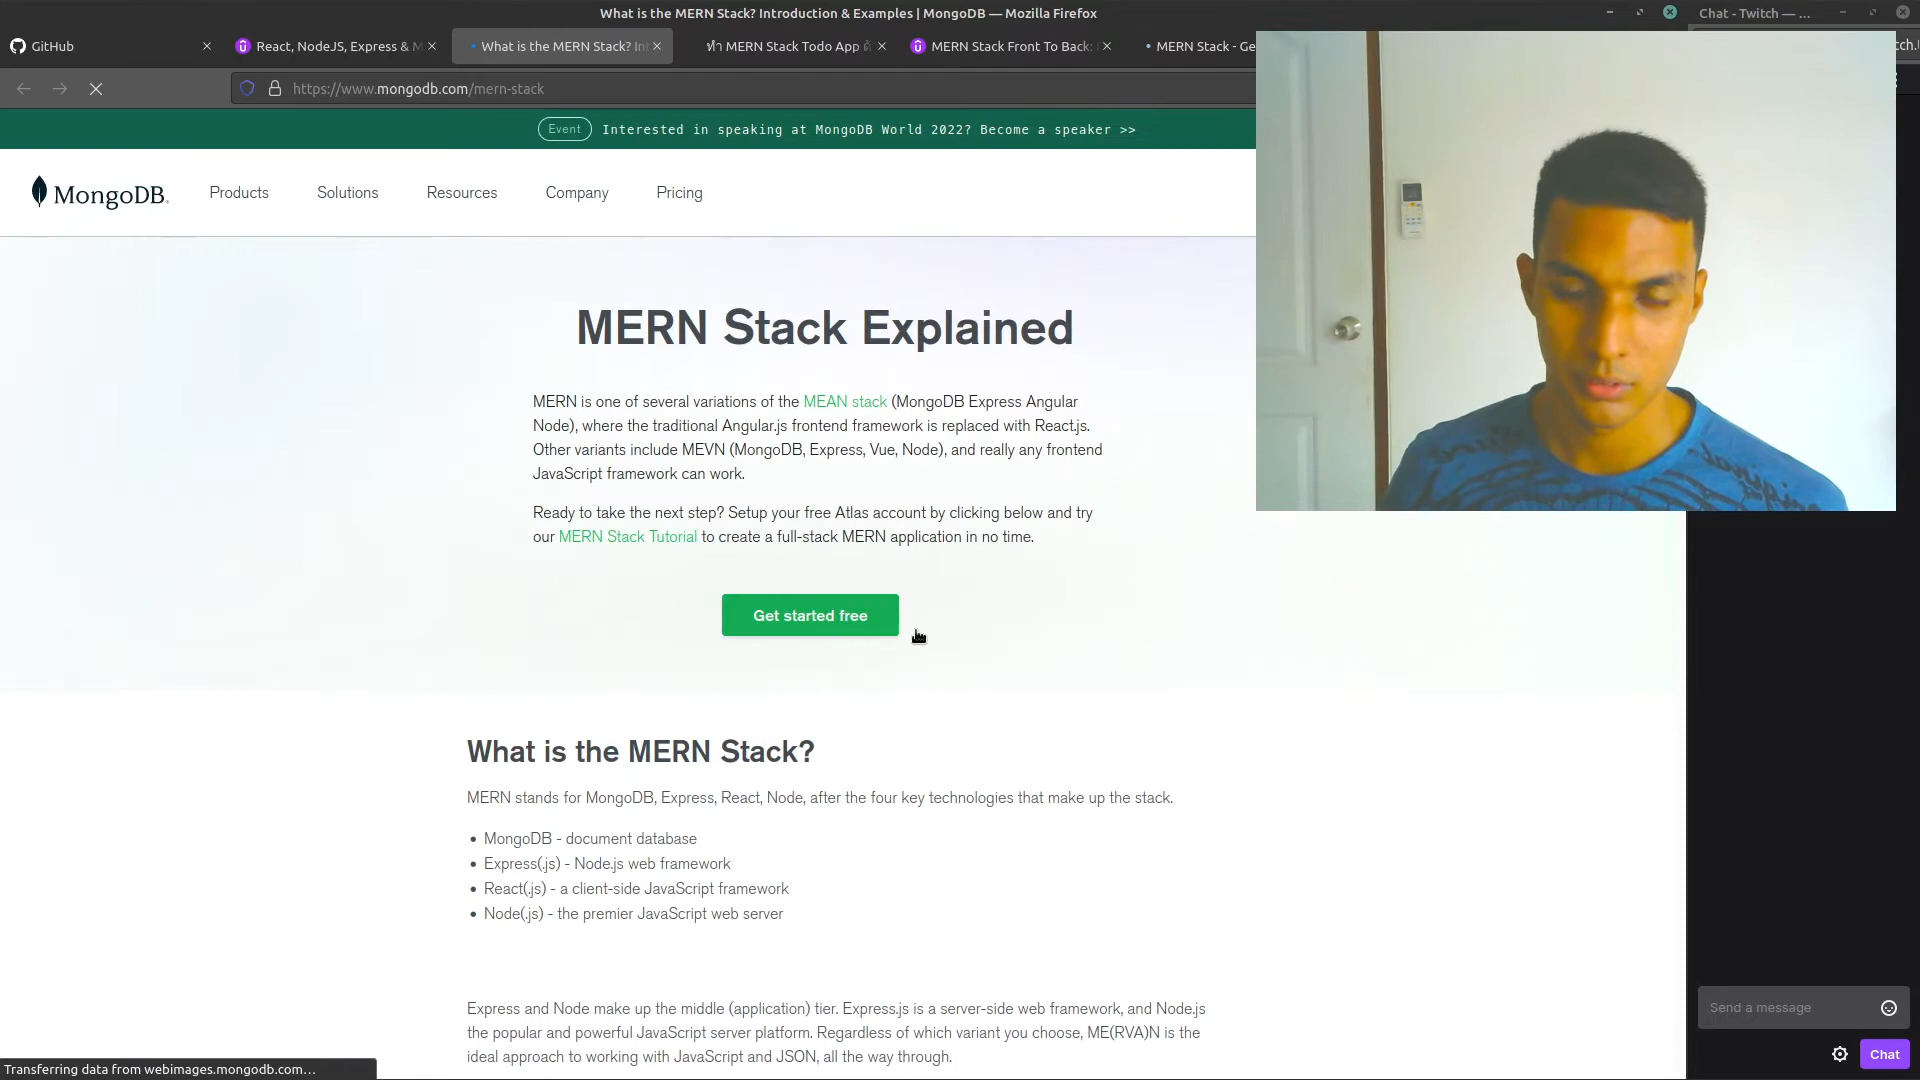 What is the MERN Stack? Introduction & Examples | MongoDB — Mozilla Firefox
Chat - Twitch — ...
GitHub
React, NodeJS, Express & M
What is the MERN Stack? In
ทำ MERN Stack Todo App ด้
MERN Stack Front To Back:
MERN Stack - Ge
https://www.mongodb.com/mern-stack
Event Interested in speaking at MongoDB World 2022? Become a speaker >>
MongoDB. Products Solutions Resources Company Pricing
MERN Stack Explained
MERN is one of several variations of the MEAN stack (MongoDB Express Angular
Node), where the traditional Angular.js frontend framework is replaced with React.js.
Other variants include MEVN (MongoDB, Express, Vue, Node), and really any frontend
JavaScript framework can work.
Ready to take the next step? Setup your free Atlas account by clicking below and try
our MERN Stack Tutorial to create a full-stack MERN application in no time.
Get started free
What is the MERN Stack?
MERN stands for MongoDB, Express, React, Node, after the four key technologies that make up the stack.
• MongoDB - document database
• Express(.js) - Node.js web framework
• React(.js) - a client-side JavaScript framework
• Node(.js) - the premier JavaScript web server
Express and Node make up the middle (application) tier. Express.js is a server-side web framework, and Node.js
the popular and powerful JavaScript server platform. Regardless of which variant you choose, ME(RVA)N is the
ideal approach to working with JavaScript and JSON, all the way through.
Send a message
Chat
Transferring data from webimages.mongodb.com...